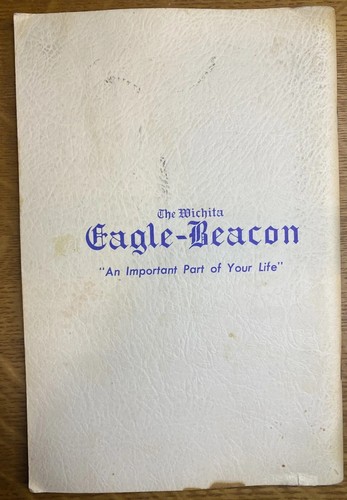 The Wichita
Eagle-Beacon
"An Important Part of Your Life"